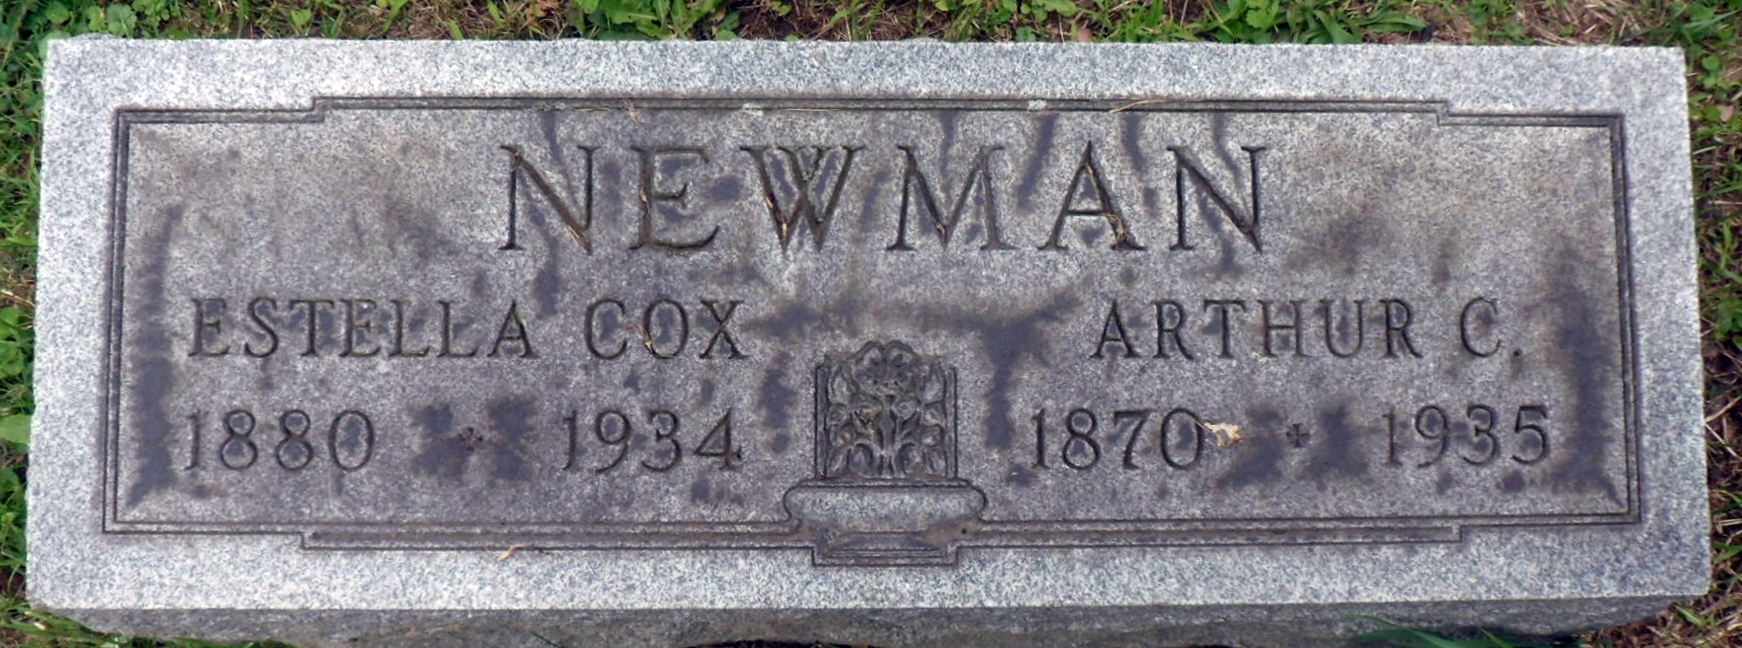 NEWMAN
ESTELLA COX
1880 + 1934
ARTHUR C.
1870 + 1935